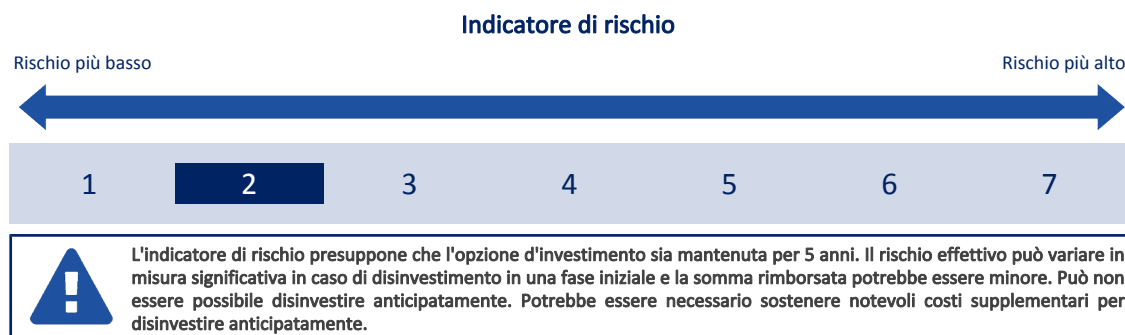 Indicatore di rischio
Rischio più basso
Rischio più alto
1 2 3 4 5 6 7
L'indicatore di rischio presuppone che l'opzione d'investimento sia mantenuta per 5 anni. Il rischio effettivo può variare in
misura significativa in caso di disinvestimento in una fase iniziale e la somma rimborsata potrebbe essere minore. Può non
essere possibile disinvestire anticipatamente. Potrebbe essere necessario sostenere notevoli costi supplementari per
disinvestire anticipatamente.